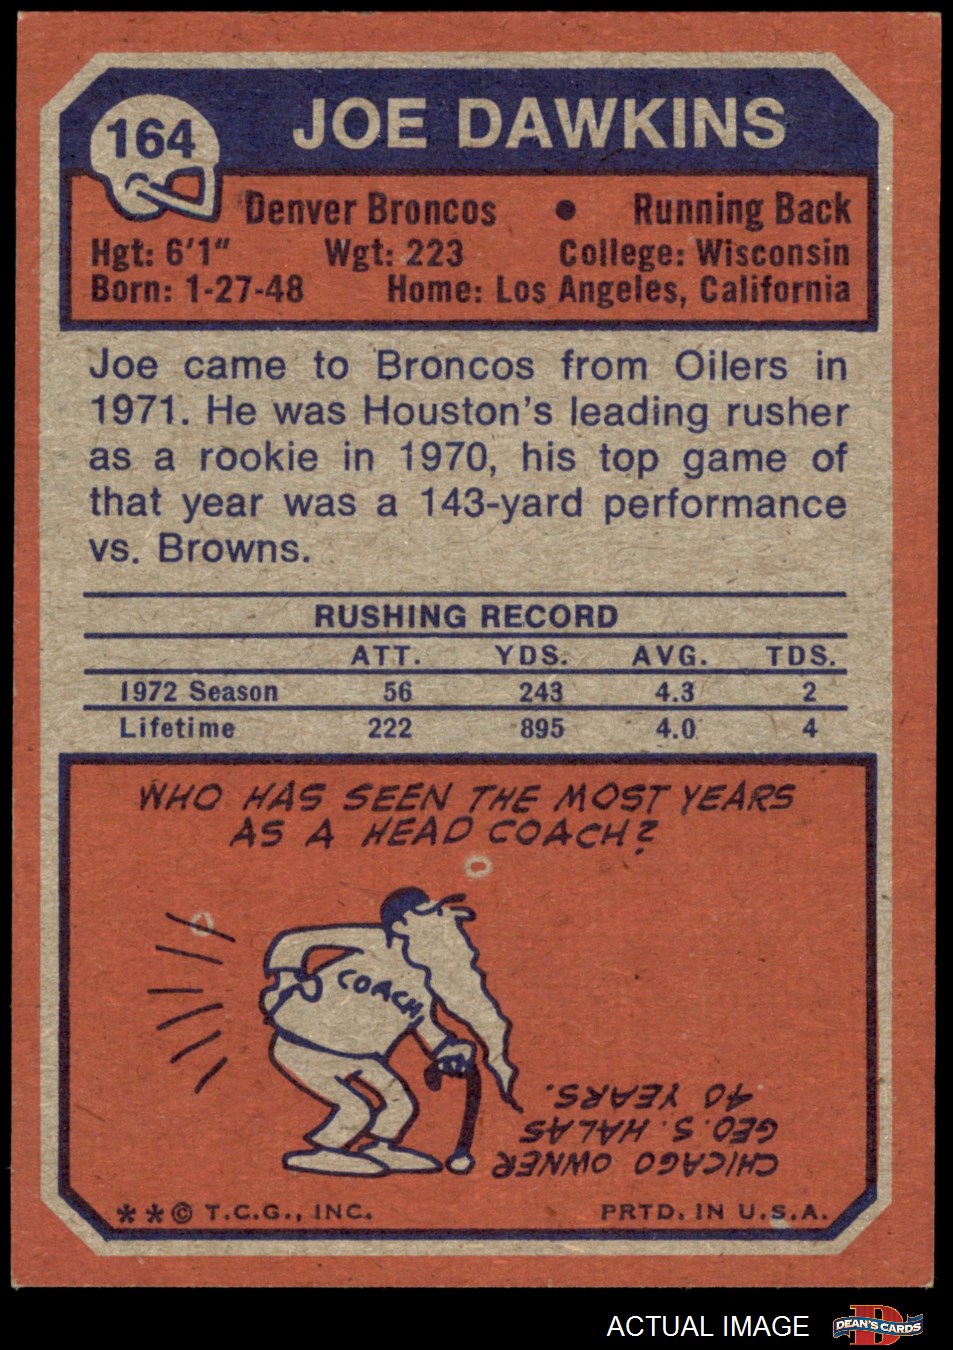 164
JOE DAWKINS
Denver Broncos • Running Back
Hgt: 6'1" Wgt: 223 College: Wisconsin
Born: 1-27-48 Home: Los Angeles, California
Joe came to Broncos from Oilers in
1971. He was Houston's leading rusher
as a rookie in 1970, his top game of
that year was a 143-yard performance
vs. Browns.
RUSHING RECORD
ATT. YDS. AVG. TDS.
1972 Season 56 243 4.3 2
Lifetime 222 895 4.0 4
WHO HAS SEEN THE MOST YEARS
AS A HEAD COACH?
COACH
CHICAGO OWNER
GEO. S. HALAS
40 YEARS.
**© T.C.G., INC. PRTD. IN U.S.A.
ACTUAL IMAGE
D
DEAN'S CARDS